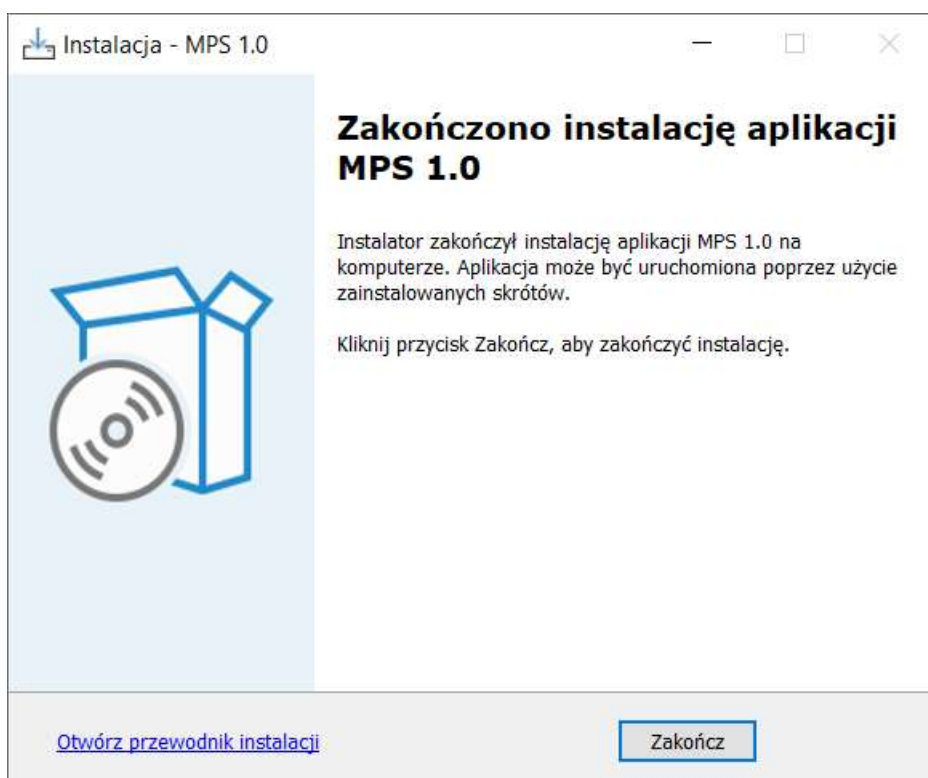 Instalacja - MPS 1.0
Zakończono instalację aplikacji
MPS 1.0
Instalator zakończył instalację aplikacji MPS 1.0 na
komputerze. Aplikacja może być uruchomiona poprzez użycie
zainstalowanych skrótów.
Kliknij przycisk Zakończ, aby zakończyć instalację.
Otwórz przewodnik instalacji
Zakończ